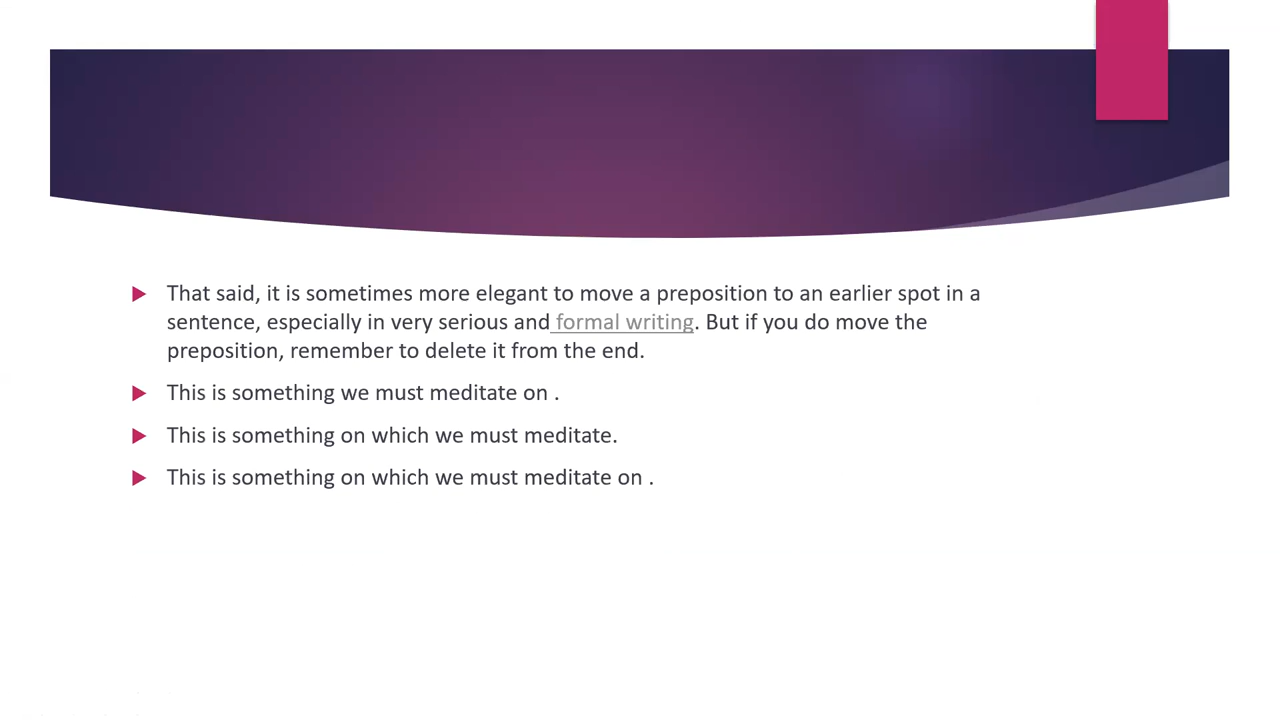 That said, it is sometimes more elegant to move a preposition to an earlier spot in a
sentence, especially in very serious and formal writing. But if you do move the
preposition, remember to delete it from the end.
This is something we must meditate on .
This is something on which we must meditate.
This is something on which we must meditate on .